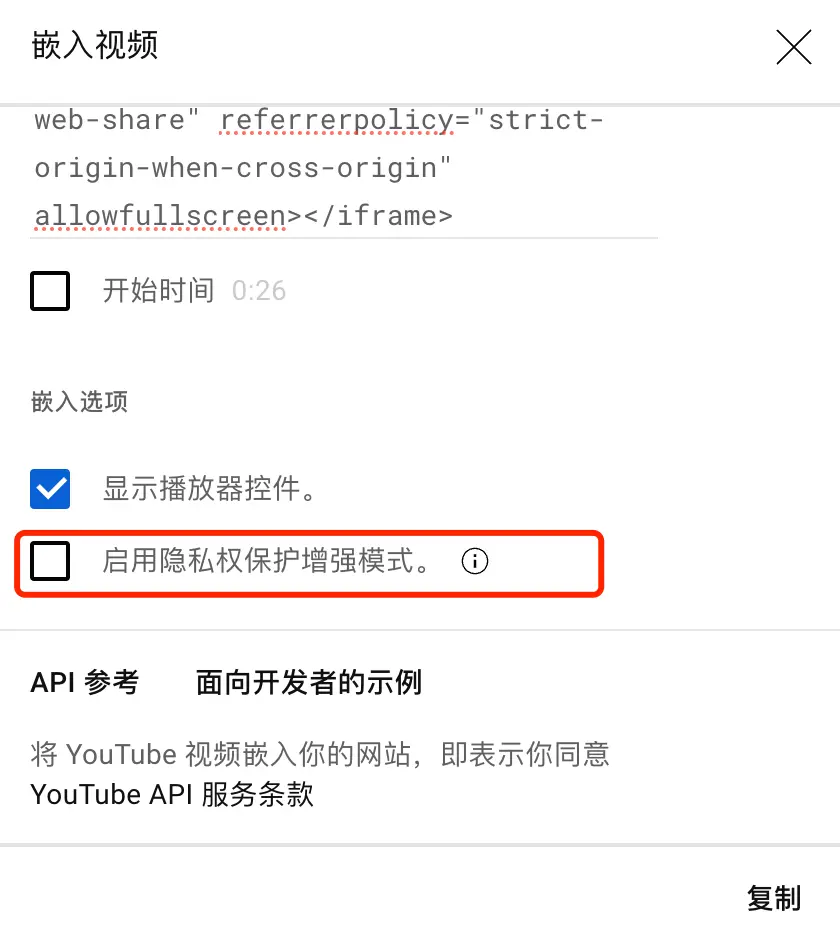 嵌入视频
web-share" referrerpolicy="strict-
origin-when-cross-origin"
allowfullscreen></iframe>
开始时间 0:26
嵌入选项
显示播放器控件。
启用隐私权保护增强模式。
API 参考 面向开发者的示例
将 YouTube 视频嵌入你的网站，即表示你同意
YouTube API 服务条款
复制